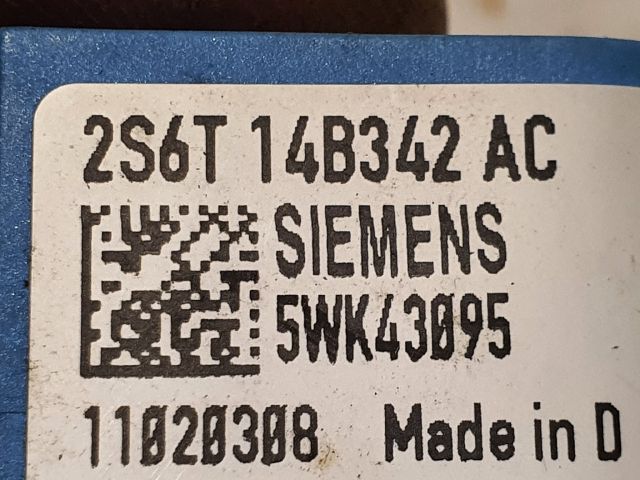 2S6T 14B342 AC
SIEMENS
5WK43095
11020308 Made in D